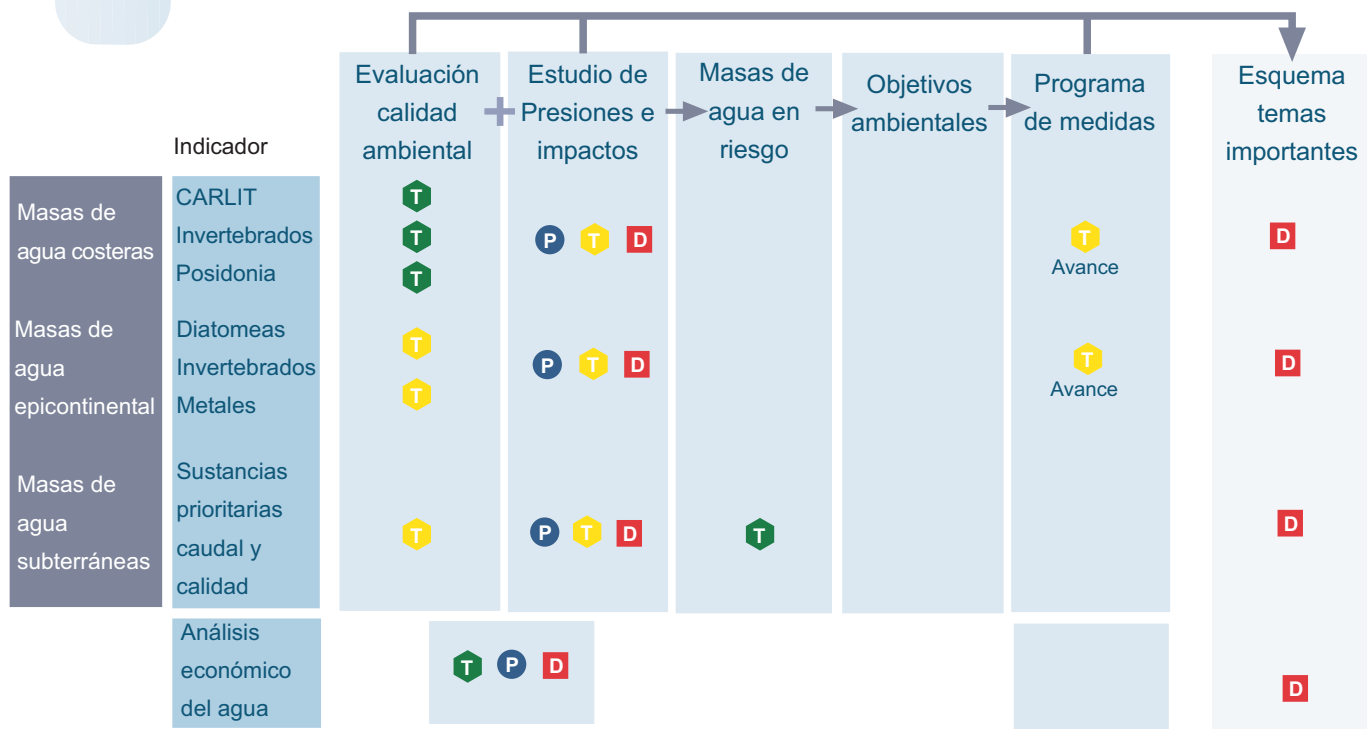 Evaluación
calidad
ambiental
+
Estudio de
Presiones e
impactos
Masas de
agua en
riesgo
Objetivos
ambientales
Programa
de medidas
Esquema
temas
importantes
Indicador
Masas de
agua costeras
CARLIT
Invertebrados
Posidonia
T
T
T
P T D
T
Avance
D
Masas de
agua
epicontinental
Diatomeas
Invertebrados
Metales
T
T
P T D
T
Avance
D
Masas de
agua
subterráneas
Sustancias
prioritarias
caudal y
calidad
T
P T D
T
D
Análisis
económico
del agua
T P D
D